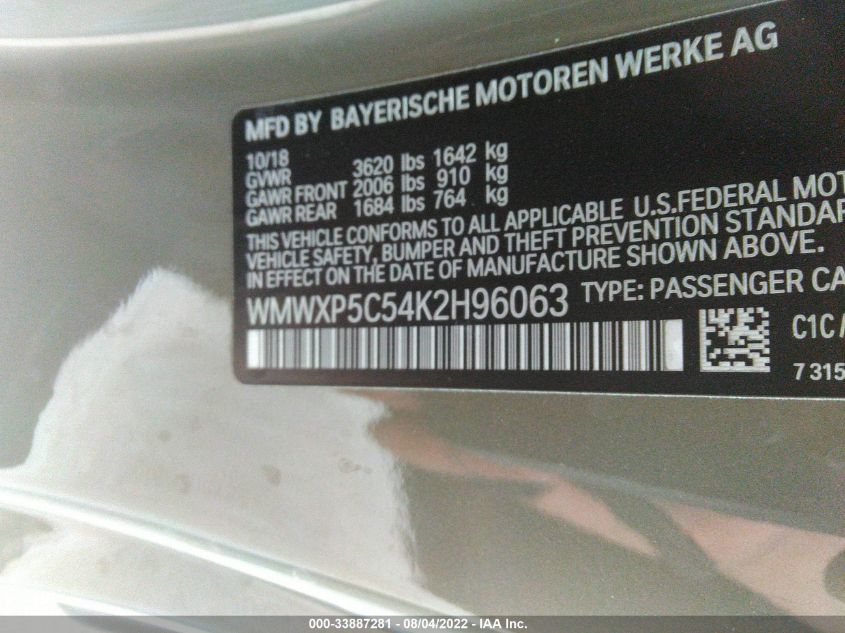 MFD BY BAYERISCHE MOTOREN WERKE AG
10/18
GVWR 3620 lbs 1642 kg
GAWR FRONT 2006 lbs 910 kg
GAWR REAR 1684 lbs 764 kg
THIS VEHICLE CONFORMS TO ALL APPLICABLE U.S.FEDERAL MOT
VEHICLE SAFETY, BUMPER AND THEFT PREVENTION STANDAR
IN EFFECT ON THE DATE OF MANUFACTURE SHOWN ABOVE.
WMWXP5C54K2H96063 TYPE: PASSENGER CA
C1C /
7 315
000-33887281 - 08/04/2022 - IAA Inc.